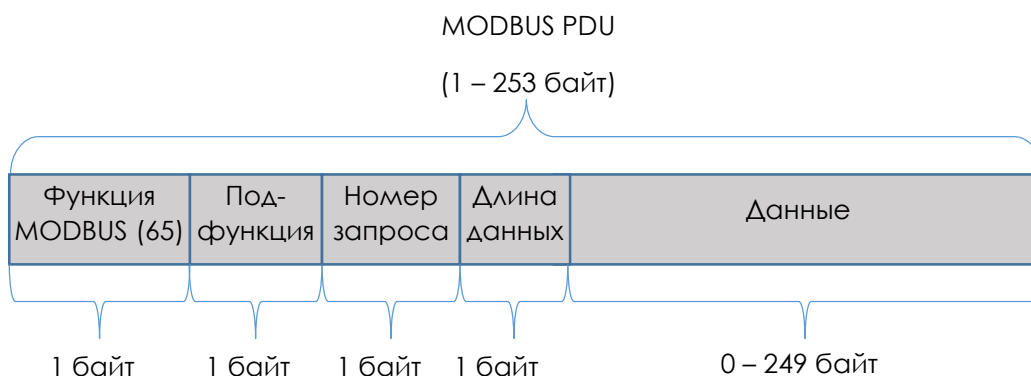 MODBUS PDU
(1 – 253 байт)
Функция MODBUS (65)
Под-функция
Номер запроса
Длина данных
Данные
1 байт
1 байт
1 байт
1 байт
0 – 249 байт